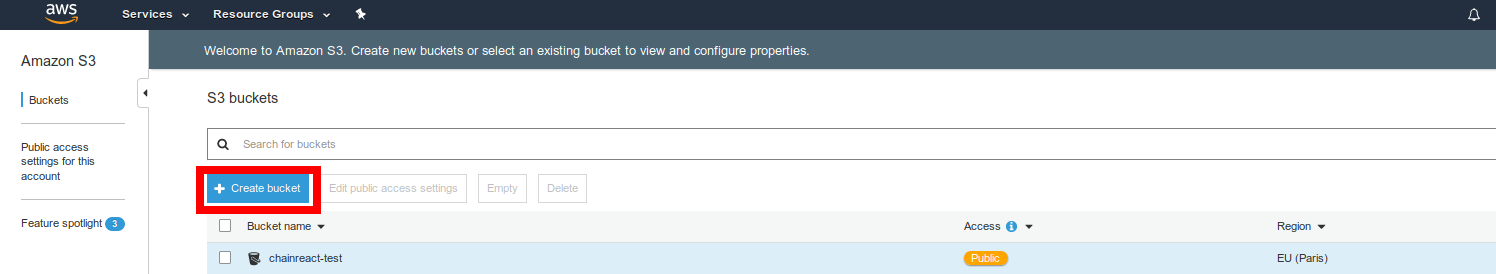 aws Services Resource Groups
Welcome to Amazon S3. Create new buckets or select an existing bucket to view and configure properties.
Amazon S3
Buckets
Public access
settings for this
account
Feature spotlight 3
S3 buckets
Search for buckets
+ Create bucket Edit public access settings Empty Delete
Bucket name Access i Region
chainreact-test Public EU (Paris)